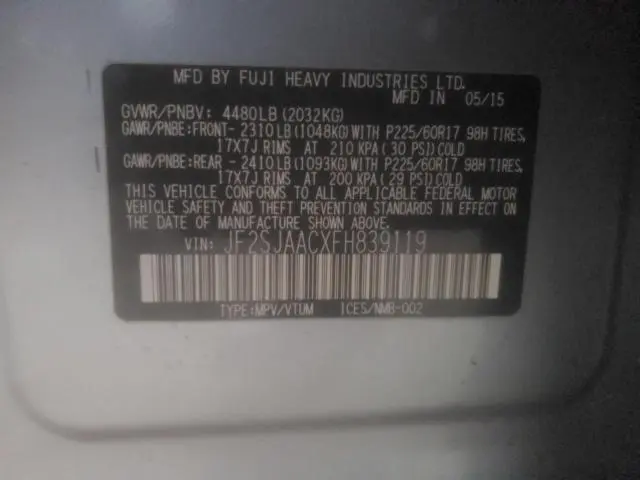 MFD BY FUJI HEAVY INDUSTRIES LTD.
MFD IN 05/15
GVWR/PNBV: 4480LB(2032KG)
GAWR/PNBE:FRONT- 2310LB(1048KG)WITH P225/60R17 98H TIRES,
17X7J RIMS AT 210 KPA( 30 PSI)COLD
GAWR/PNBE:REAR - 2410LB(1093KG)WITH P225/60R17 98H TIRES,
17X7J RIMS AT 200 KPA( 29 PSI)COLD
THIS VEHICLE CONFORMS TO ALL APPLICABLE FEDERAL MOTOR
VEHICLE SAFETY AND THEFT PREVENTION STANDARDS IN EFFECT ON
THE DATE OF MANUFACTURE SHOWN ABOVE.
VIN: JF2SJAACXFH839119
TYPE:MPV/VTUM ICES/NMB-002